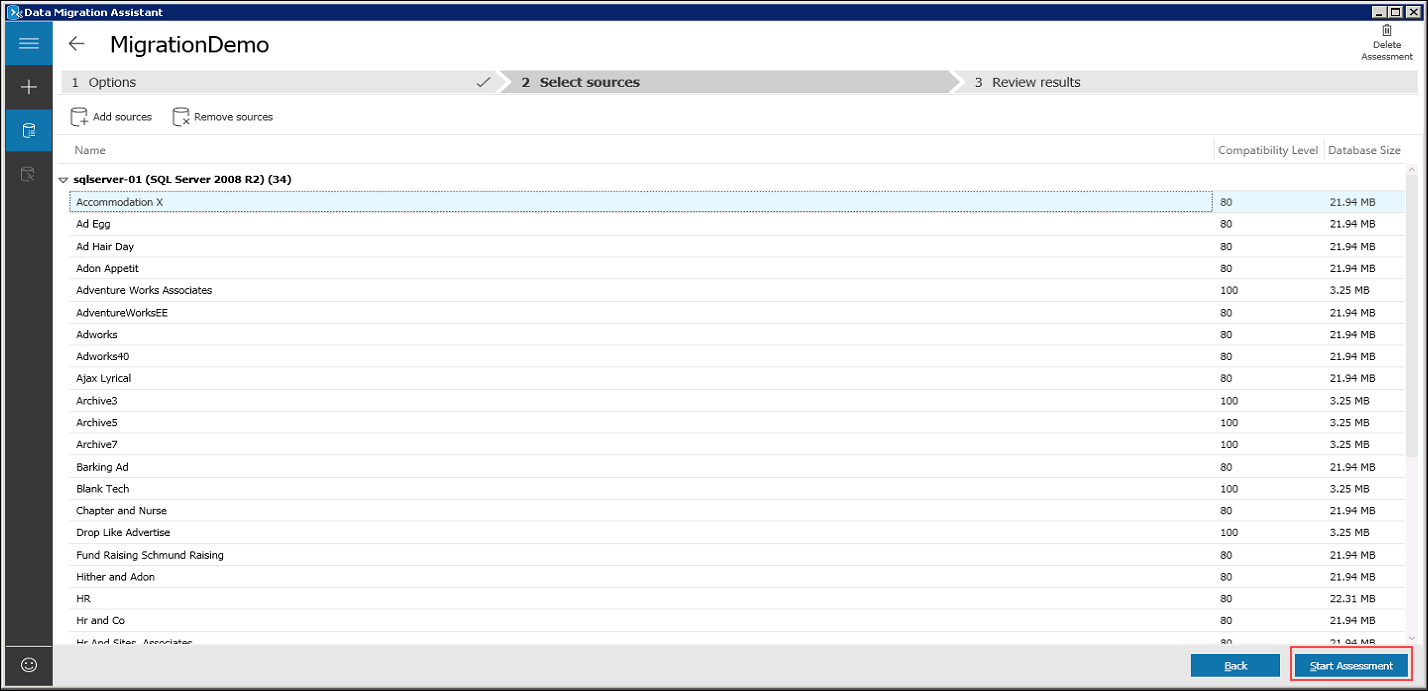 Data Migration Assistant
MigrationDemo
Delete
Assessment
1 Options 2 Select sources 3 Review results
Add sources Remove sources
Name Compatibility Level Database Size
sqlserver-01 (SQL Server 2008 R2) (34)
Accommodation X 80 21.94 MB
Ad Egg 80 21.94 MB
Ad Hair Day 80 21.94 MB
Adon Appetit 80 21.94 MB
Adventure Works Associates 100 3.25 MB
AdventureWorksEE 80 21.94 MB
Adworks 80 21.94 MB
Adworks40 80 21.94 MB
Ajax Lyrical 80 21.94 MB
Archive3 100 3.25 MB
Archive5 100 3.25 MB
Archive7 100 3.25 MB
Barking Ad 80 21.94 MB
Blank Tech 100 3.25 MB
Chapter and Nurse 80 21.94 MB
Drop Like Advertise 100 3.25 MB
Fund Raising Schmund Raising 80 21.94 MB
Hither and Adon 80 21.94 MB
HR 80 22.31 MB
Hr and Co 80 21.94 MB
Hr And Sites, Associates 80 21.94 MB
Back Start Assessment